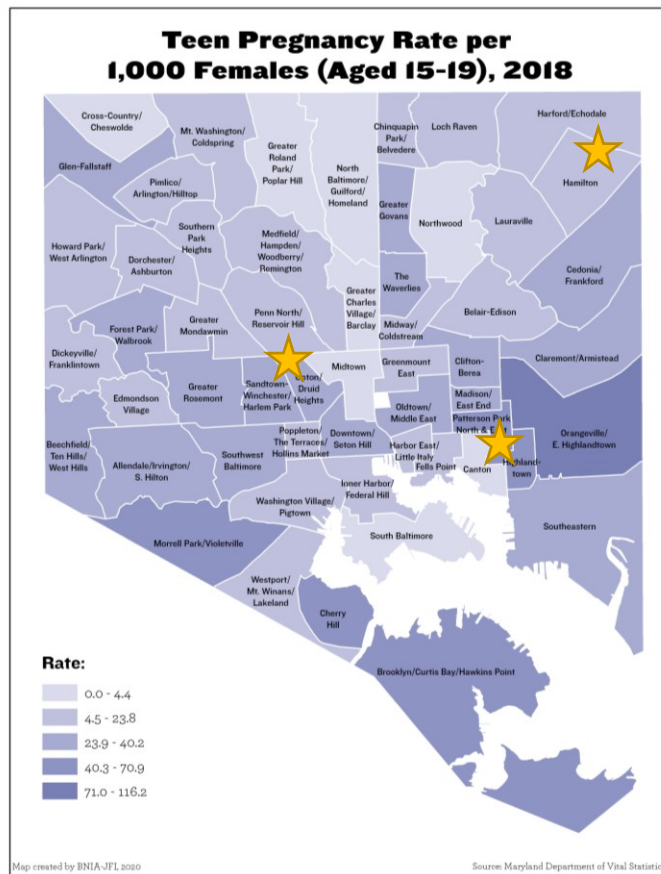 Teen Pregnancy Rate per
1,000 Females (Aged 15-19), 2018
Cross-Country/
Cheswolde
Mt. Washington/
Coldspring
Greater
Roland
Park/
Poplar Hill
North
Baltimore/
Guilford/
Homeland
Chinquapin
Park/
Belvedere
Loch Raven
Harford/Echodale
Glen-Fallstaff
Pimlico/
Arlington/Hilltop
Hamilton
Greater
Govans
Northwood
Lauraville
Howard Park/
West Arlington
Southern
Park
Heights
Dorchester/
Ashburton
Medfield/
Hampden/
Woodberry/
Remington
The
Waverlies
Cedonia/
Frankford
Greater
Charles
Village/
Barclay
Penn North/
Reservoir Hill
Greater
Mondawmin
Forest Park/
Walbrook
Midway/
Coldstream
Belair-Edison
Dickeyville/
Franklintown
Midtown
Greenmount
East
Clifton-
Berea
Claremont/Armistead
Edmondson
Village
Greater
Rosemont
Sandtown-
Winchester/
Harlem Park
Druid
Heights
Oldtown/
Middle East
Madison/
East End
Patterson Park
North & East
Orangeville/
E. Highlandtown
Beechfield/
Ten Hills/
West Hills
Allendale/Irvington/
S. Hilton
Southwest
Baltimore
Poppleton/
The Terraces/
Hollins Market
Downtown/
Seton Hill
Harbor East/
Little Italy
Fells Point
Canton
Highland-
town
Inner Harbor/
Federal Hill
Washington Village/
Pigtown
Southeastern
Morrell Park/Violetville
South Baltimore
Westport/
Mt. Winans/
Lakeland
Cherry
Hill
Brooklyn/Curtis Bay/Hawkins Point
Rate:
0.0 - 4.4
4.5 - 23.8
23.9 - 40.2
40.3 - 70.9
71.0 - 116.2
Map created by BNIA-JFI, 2020
Source: Maryland Department of Vital Statistic